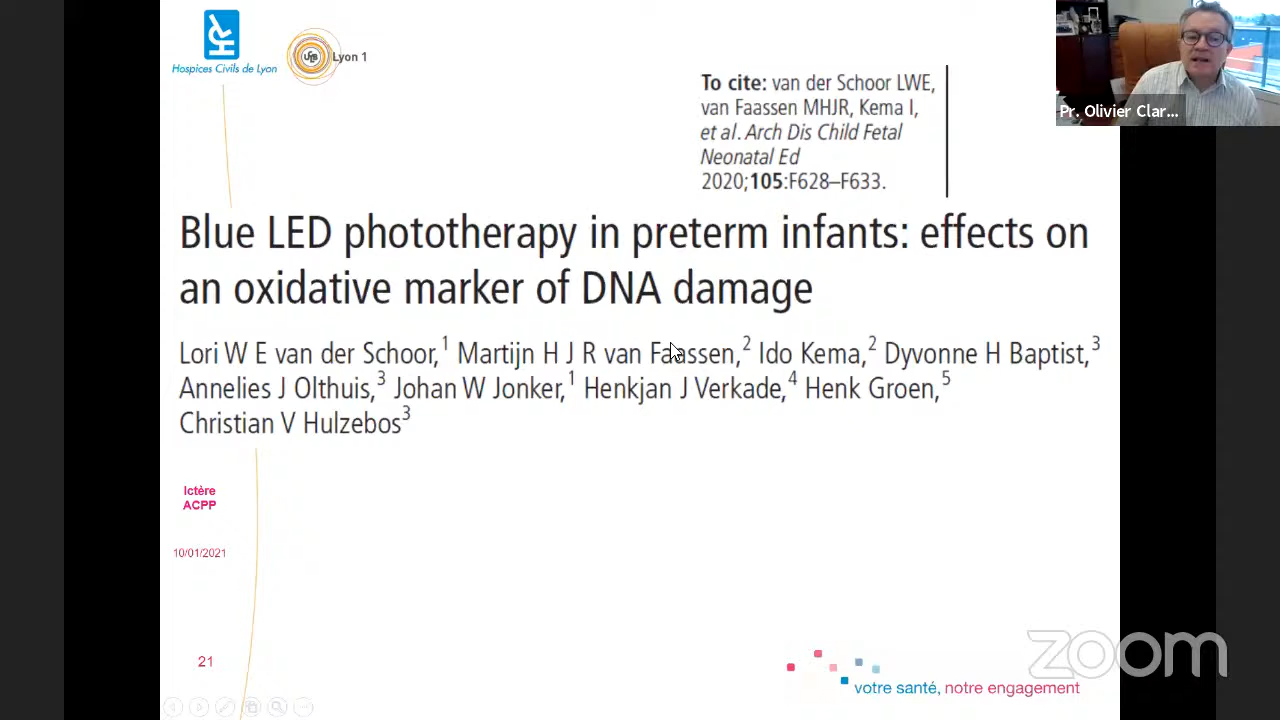 Hospices Civils de Lyon
Lyon 1
To cite: van der Schoor LWE,
van Faassen MHJR, Kema I,
et al. Arch Dis Child Fetal
Neonatal Ed
2020;105:F628–F633.
Pr. Olivier Clar...
Blue LED phototherapy in preterm infants: effects on
an oxidative marker of DNA damage
Lori W E van der Schoor,1 Martijn H J R van Faassen,2 Ido Kema,2 Dyvonne H Baptist,3
Annelies J Olthuis,3 Johan W Jonker,1 Henkjan J Verkade,4 Henk Groen,5
Christian V Hulzebos3
Ictère
ACPP
10/01/2021
21
zoom
votre santé, notre engagement